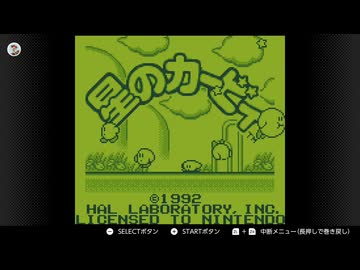 星のカービィ
©1992
HAL LABORATORY, INC.
LICENSED TO NINTENDO
SELECTボタン STARTボタン + 中断メニュー(長押しで巻き戻し)